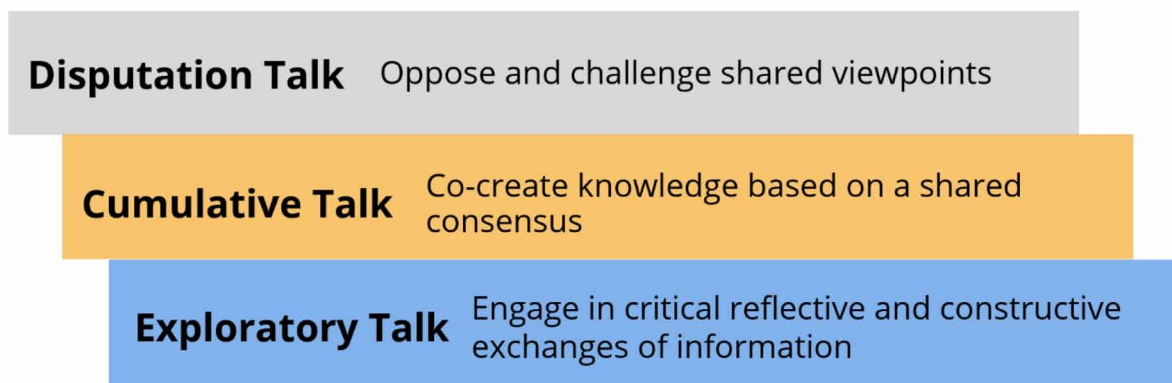 Disputation Talk Oppose and challenge shared viewpoints
Cumulative Talk Co-create knowledge based on a shared
consensus
Exploratory Talk Engage in critical reflective and constructive
exchanges of information